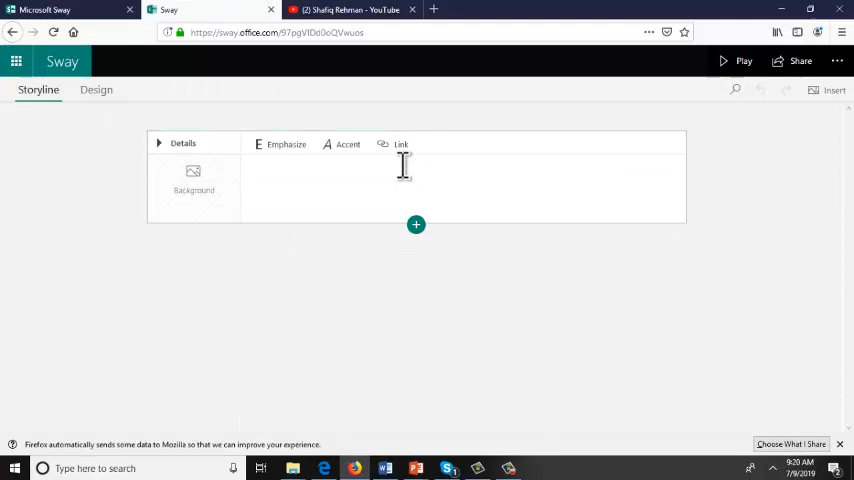 Microsoft Sway
Sway
(2) Shafiq Rehman - YouTube
https://sway.office.com/97pgVIDd0oQVwuos
Sway
Play
Share
Storyline
Design
Insert
Details
E Emphasize
A Accent
Link
Background
Firefox automatically sends some data to Mozilla so that we can improve your experience.
Choose What I Share
Type here to search
9:20 AM
7/9/2019